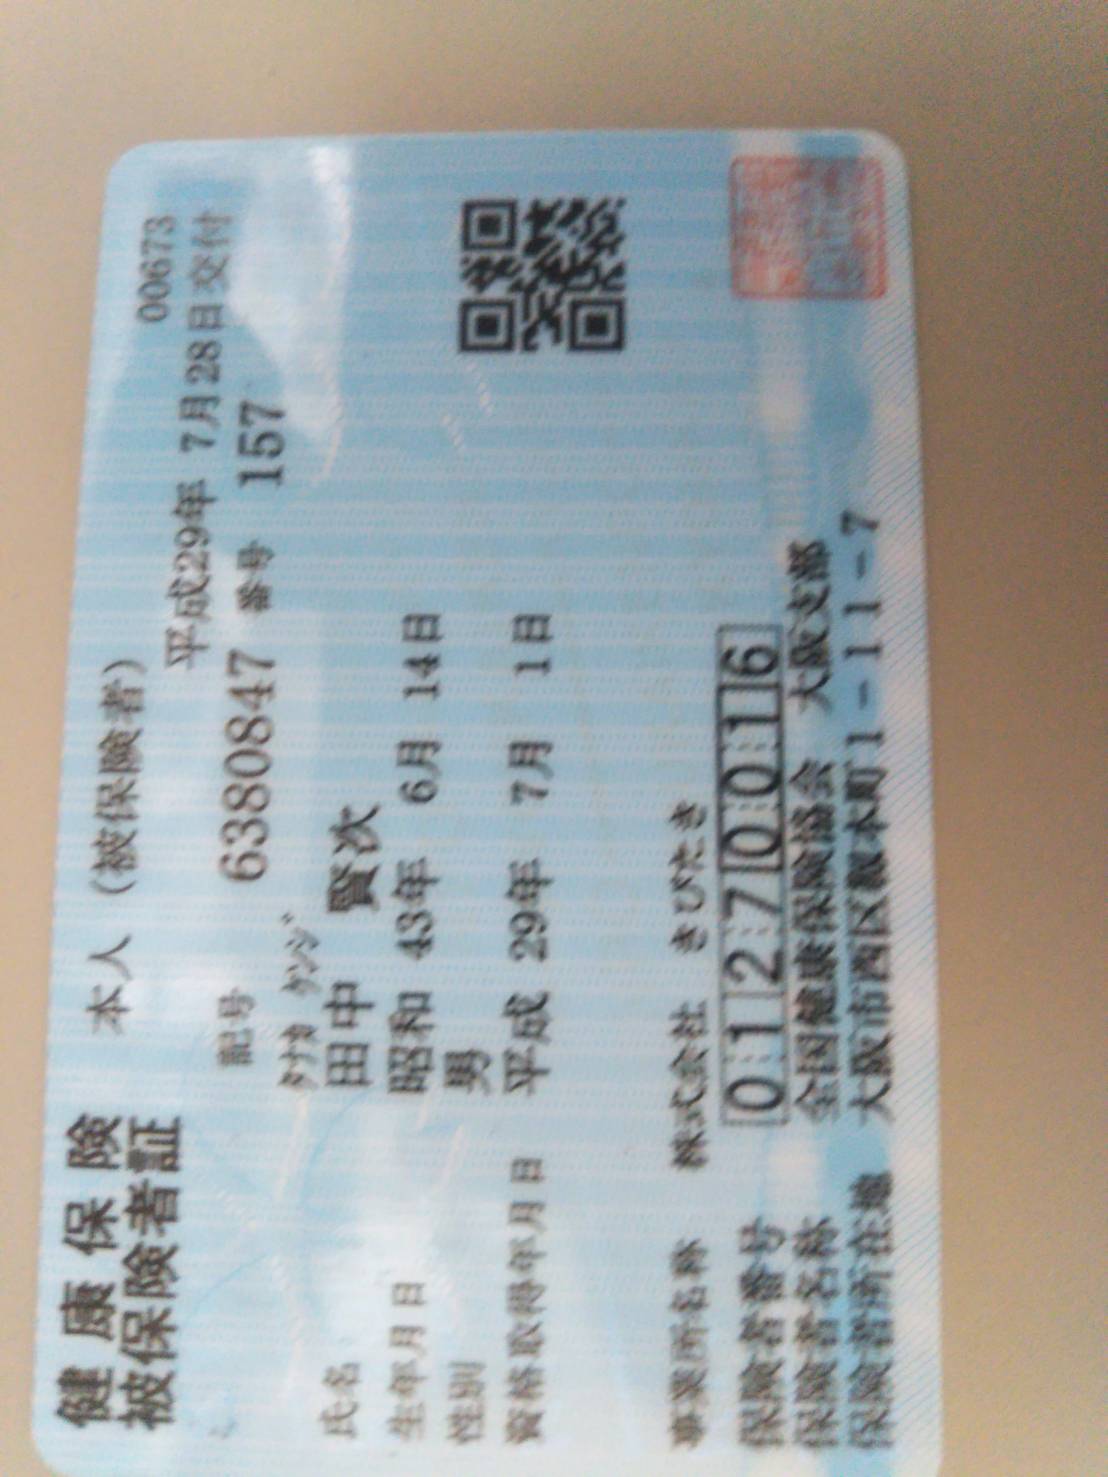 健康保険 本人（被保険者） 00673
被保険者証 平成29年 7月28日交付
記号 6380847 番号 157
ﾀﾅｶ ｹﾝｼﾞ
氏名 田中 賢次
生年月日 昭和 43年 6月 14日
性別 男
資格取得年月日 平成 29年 7月 1日
事業所名称 株式会社 きびたき
保険者番号 01270016
保険者名称 全国健康保険協会 大阪支部
保険者所在地 大阪市西区靱本町1-11-7